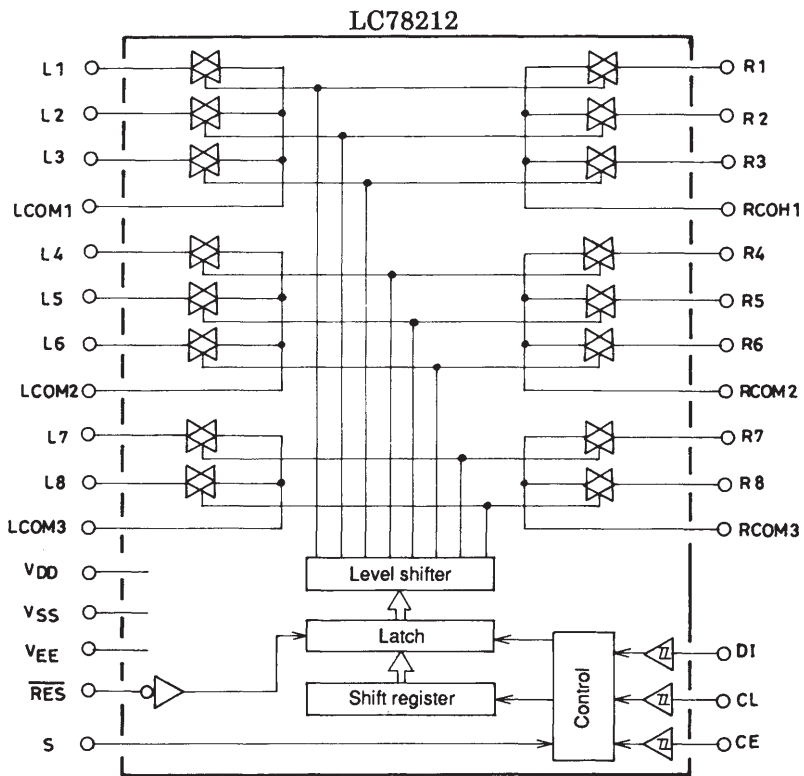 LC78212
L1
R1
L2
R2
L3
R3
LCOM1
RCOH1
L4
R4
L5
R5
L6
R6
LCOM2
RCOM2
L7
R7
L8
R8
LCOM3
RCOM3
VDD
Level shifter
VSS
Latch
VEE
DI
RES
Shift register
Control
CL
S
CE